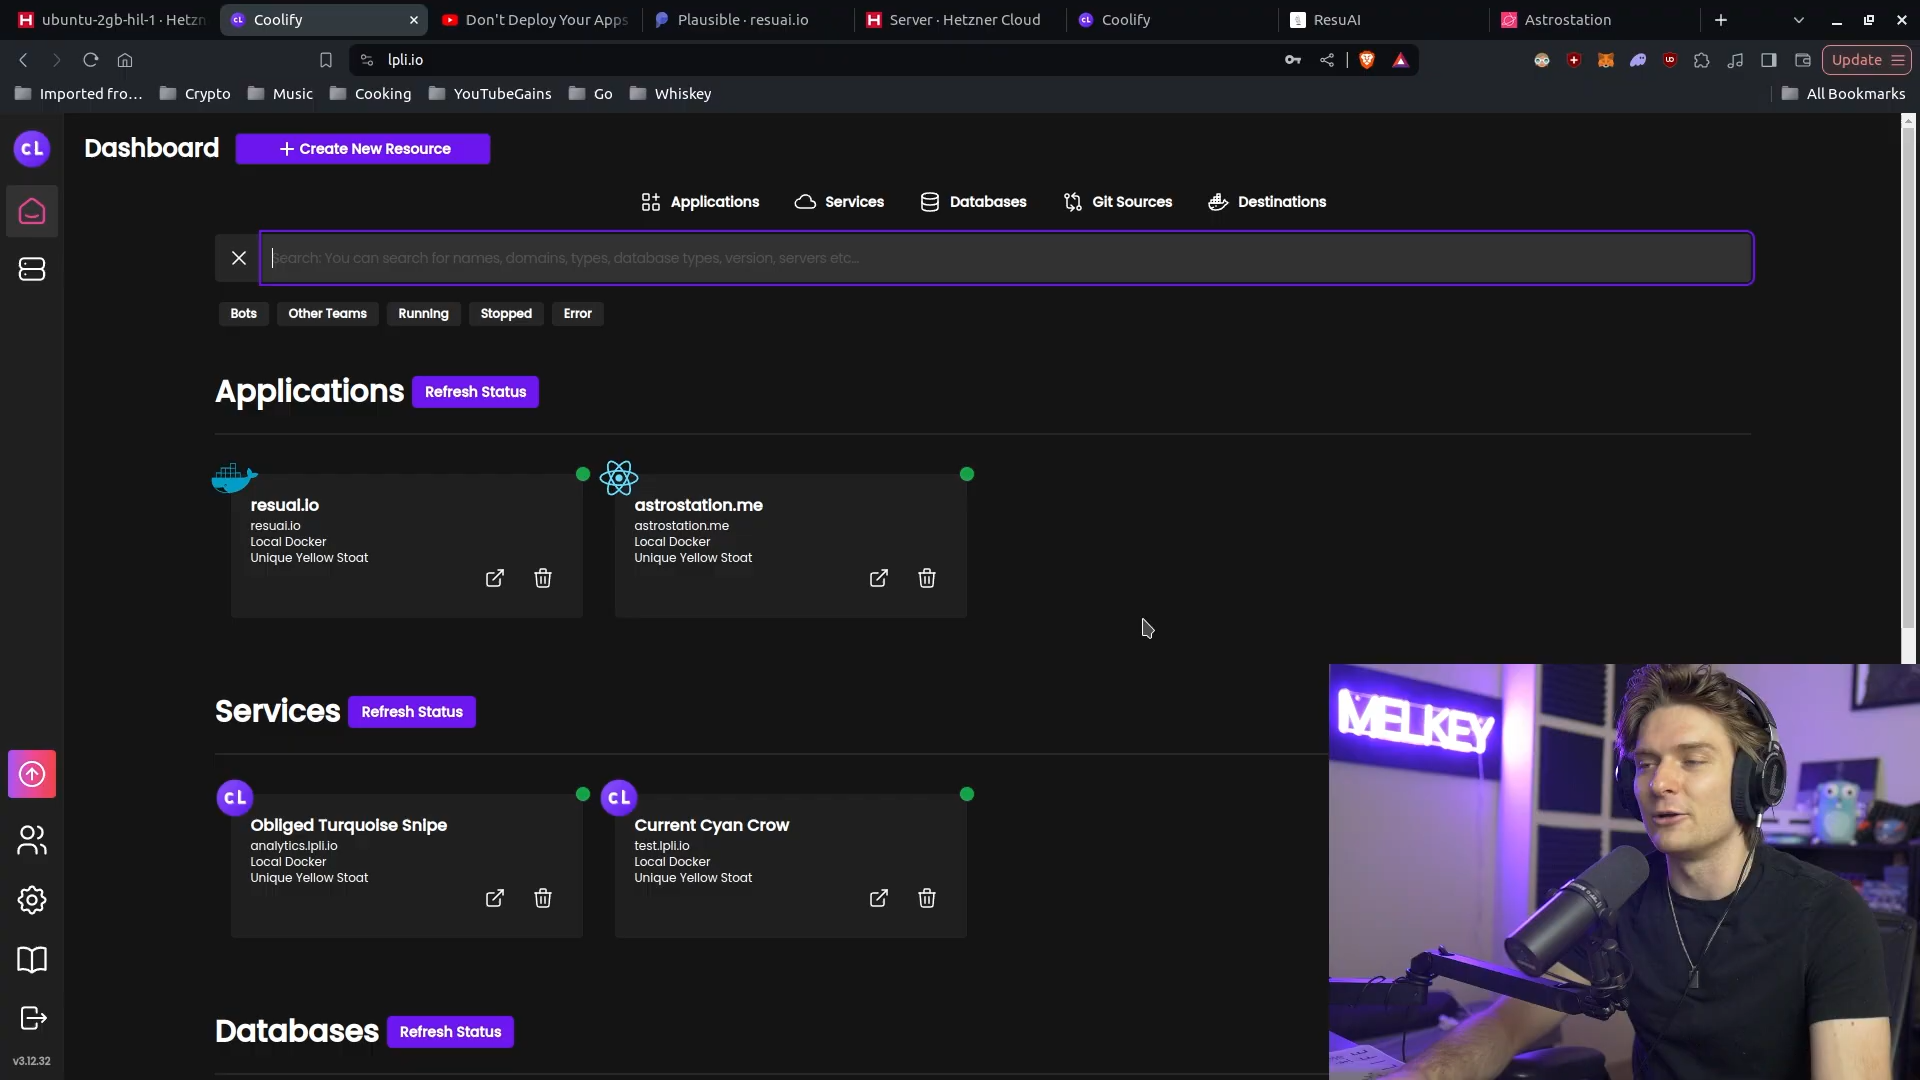 ubuntu-2gb-hil-1 · Hetzn
Coolify
Don't Deploy Your Apps
Plausible · resuai.io
Server · Hetzner Cloud
Coolify
ResuAI
Astrostation
lpli.io
Update
Imported fro...
Crypto
Music
Cooking
YouTubeGains
Go
Whiskey
All Bookmarks
cL
Dashboard
Create New Resource
Applications
Services
Databases
Git Sources
Destinations
Search: You can search for names, domains, types, database types, version, servers etc...
Bots
Other Teams
Running
Stopped
Error
Applications
Refresh Status
resuai.io
resuai.io
Local Docker
Unique Yellow Stoat
astrostation.me
astrostation.me
Local Docker
Unique Yellow Stoat
Services
Refresh Status
cL
Obliged Turquoise Snipe
analytics.lpli.io
Local Docker
Unique Yellow Stoat
cL
Current Cyan Crow
test.lpli.io
Local Docker
Unique Yellow Stoat
MELKEY
Databases
Refresh Status
v3.12.32